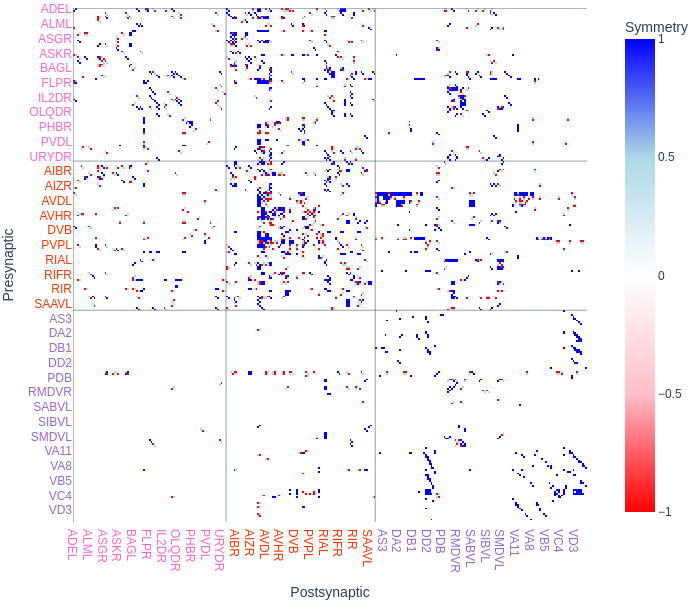 Symmetry
1
0.5
0
−0.5
−1
Presynaptic
ADEL
ALML
ASGR
ASKR
BAGL
FLPR
IL2DR
OLQDR
PHBR
PVDL
URYDR
AIBR
AIZR
AVDL
AVHR
DVB
PVPL
RIAL
RIFR
RIR
SAAVL
AS3
DA2
DB1
DD2
PDB
RMDVR
SABVL
SIBVL
SMDVL
VA11
VA8
VB5
VC4
VD3
ADEL
ALML
ASGR
ASKR
BAGL
FLPR
IL2DR
OLQDR
PHBR
PVDL
URYDR
AIBR
AIZR
AVDL
AVHR
DVB
PVPL
RIAL
RIFR
RIR
SAAVL
AS3
DA2
DB1
DD2
PDB
RMDVR
SABVL
SIBVL
SMDVL
VA11
VA8
VB5
VC4
VD3
Postsynaptic